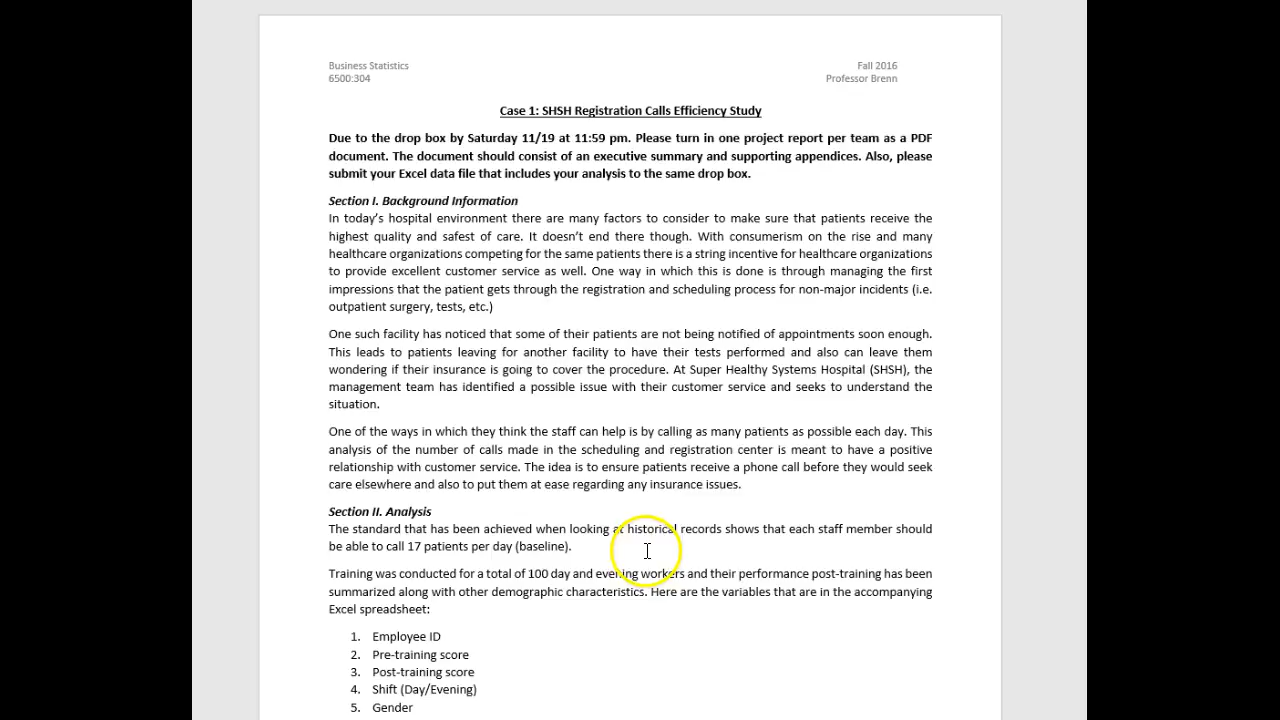 Business Statistics Fall 2016
6500:304 Professor Brenn
Case 1: SHSH Registration Calls Efficiency Study
Due to the drop box by Saturday 11/19 at 11:59 pm. Please turn in one project report per team as a PDF
document. The document should consist of an executive summary and supporting appendices. Also, please
submit your Excel data file that includes your analysis to the same drop box.
Section I. Background Information
In today's hospital environment there are many factors to consider to make sure that patients receive the
highest quality and safest of care. It doesn't end there though. With consumerism on the rise and many
healthcare organizations competing for the same patients there is a string incentive for healthcare organizations
to provide excellent customer service as well. One way in which this is done is through managing the first
impressions that the patient gets through the registration and scheduling process for non-major incidents (i.e.
outpatient surgery, tests, etc.)
One such facility has noticed that some of their patients are not being notified of appointments soon enough.
This leads to patients leaving for another facility to have their tests performed and also can leave them
wondering if their insurance is going to cover the procedure. At Super Healthy Systems Hospital (SHSH), the
management team has identified a possible issue with their customer service and seeks to understand the
situation.
One of the ways in which they think the staff can help is by calling as many patients as possible each day. This
analysis of the number of calls made in the scheduling and registration center is meant to have a positive
relationship with customer service. The idea is to ensure patients receive a phone call before they would seek
care elsewhere and also to put them at ease regarding any insurance issues.
Section II. Analysis
The standard that has been achieved when looking at historical records shows that each staff member should
be able to call 17 patients per day (baseline).
Training was conducted for a total of 100 day and evening workers and their performance post-training has been
summarized along with other demographic characteristics. Here are the variables that are in the accompanying
Excel spreadsheet:
1. Employee ID
2. Pre-training score
3. Post-training score
4. Shift (Day/Evening)
5. Gender